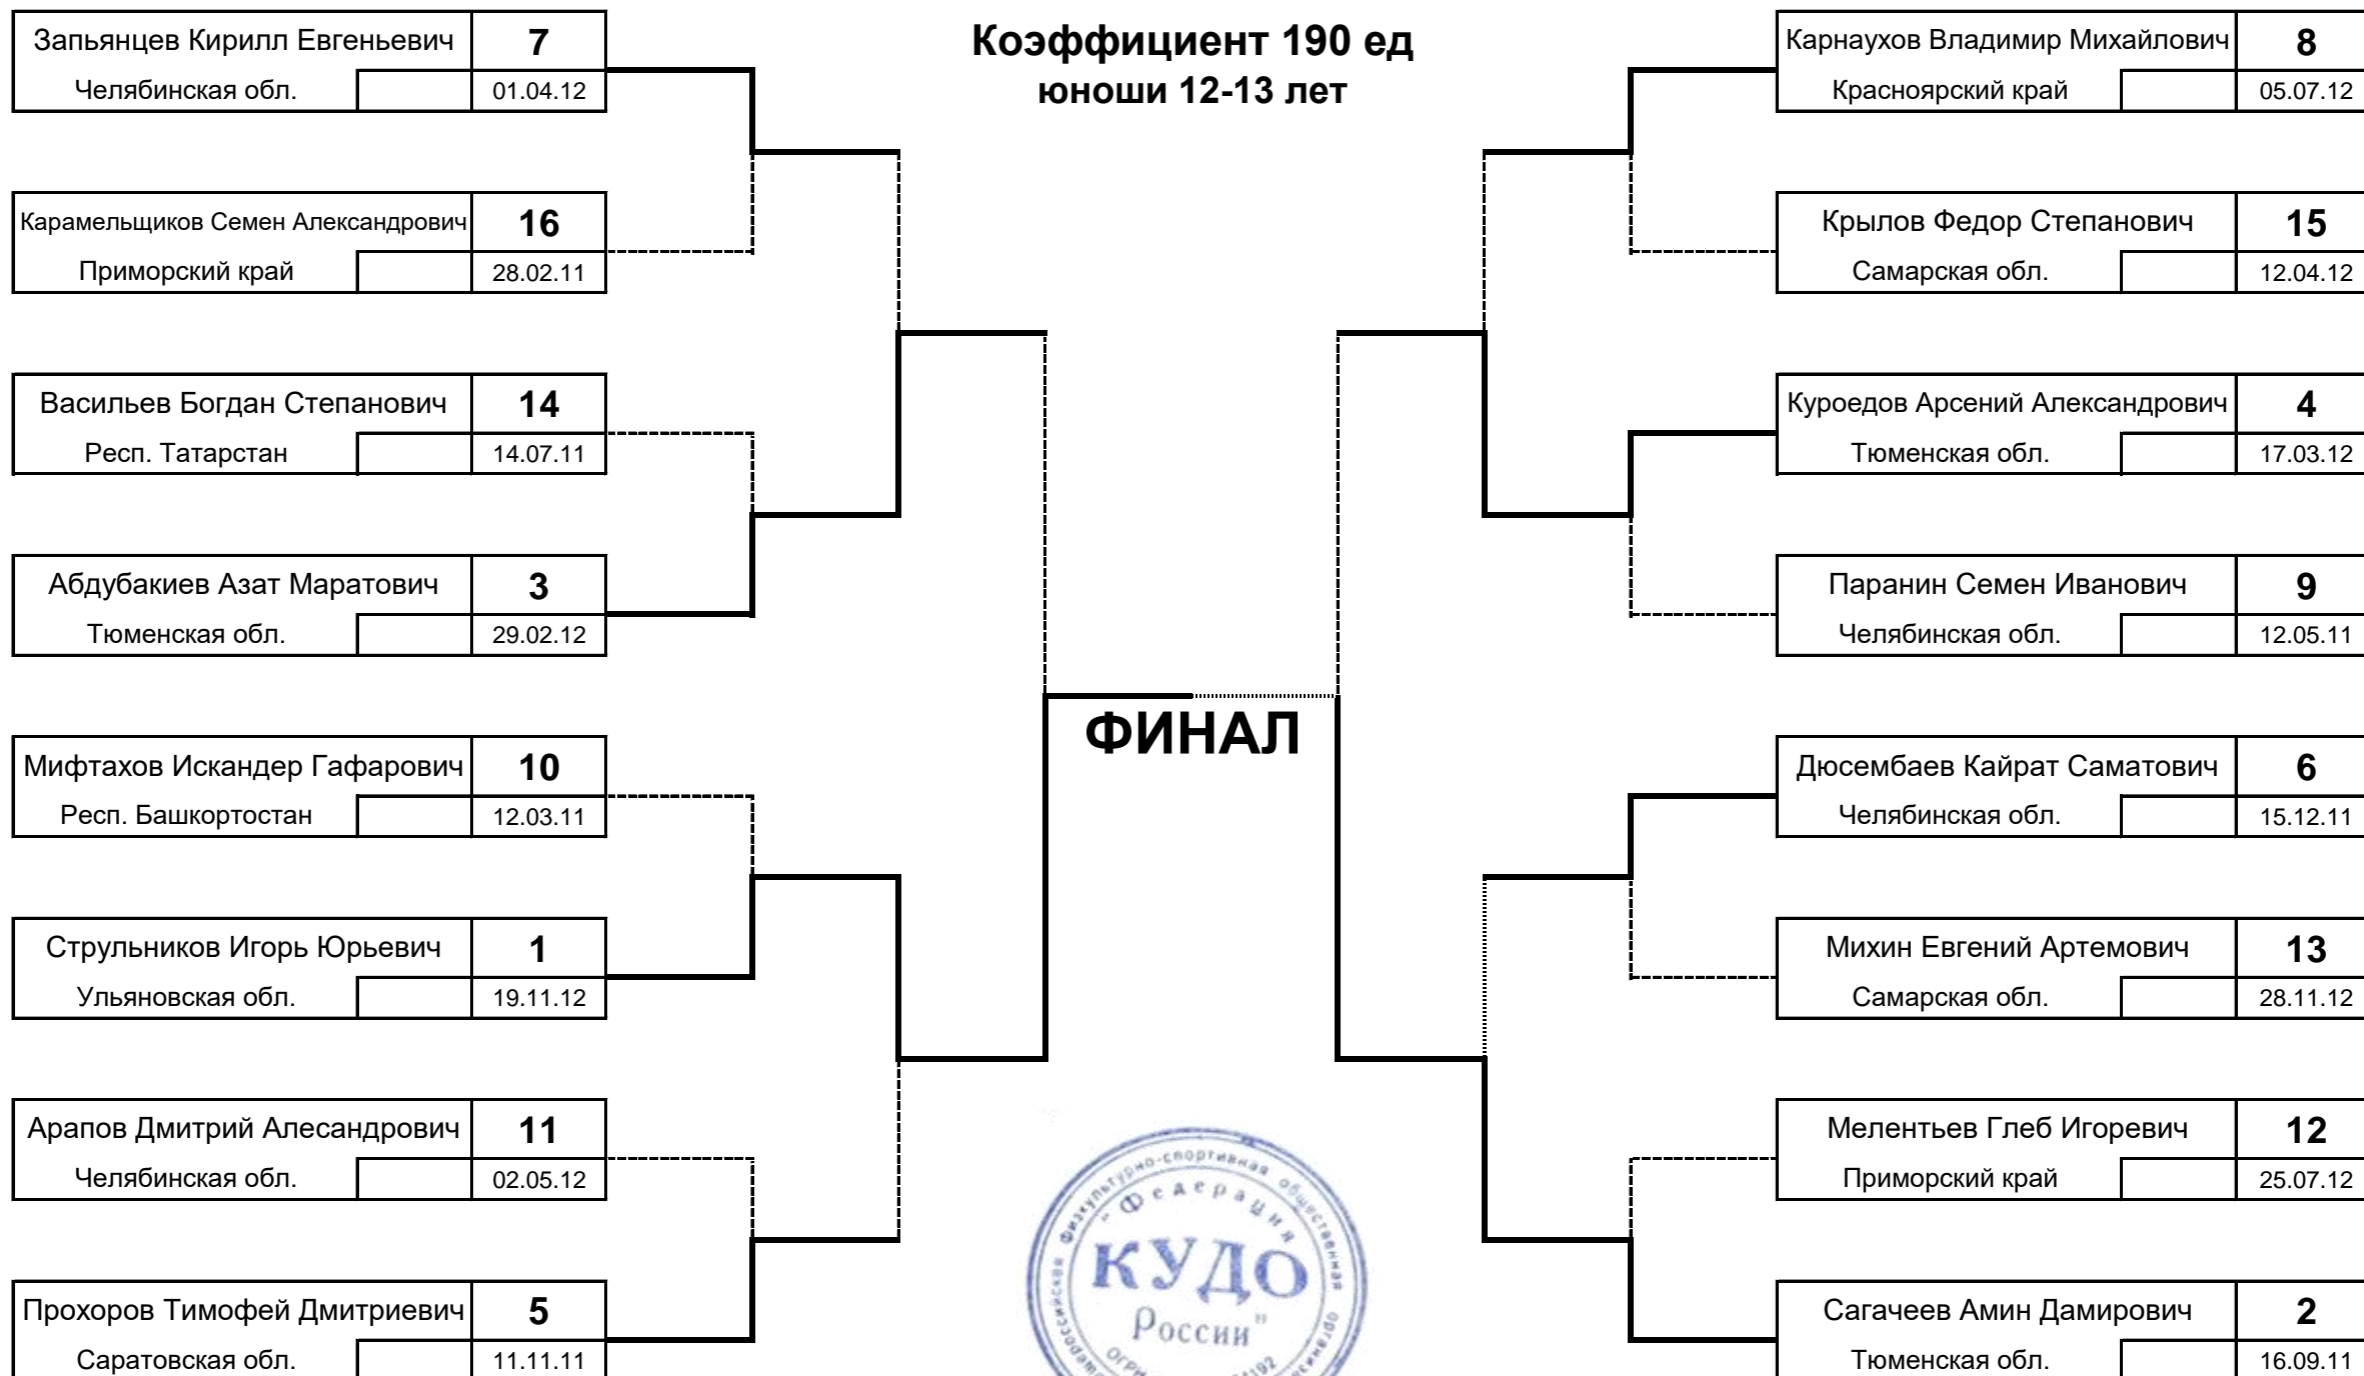 Коэффициент 190 ед
юноши 12-13 лет
Запьянцев Кирилл Евгеньевич 7
Челябинская обл. 01.04.12
Карамельщиков Семен Александрович 16
Приморский край 28.02.11
Васильев Богдан Степанович 14
Респ. Татарстан 14.07.11
Абдубакиев Азат Маратович 3
Тюменская обл. 29.02.12
Мифтахов Искандер Гафарович 10
Респ. Башкортостан 12.03.11
Струльников Игорь Юрьевич 1
Ульяновская обл. 19.11.12
Арапов Дмитрий Алесандрович 11
Челябинская обл. 02.05.12
Прохоров Тимофей Дмитриевич 5
Саратовская обл. 11.11.11
ФИНАЛ
Карнаухов Владимир Михайлович 8
Красноярский край 05.07.12
Крылов Федор Степанович 15
Самарская обл. 12.04.12
Куроедов Арсений Александрович 4
Тюменская обл. 17.03.12
Паранин Семен Иванович 9
Челябинская обл. 12.05.11
Дюсембаев Кайрат Саматович 6
Челябинская обл. 15.12.11
Михин Евгений Артемович 13
Самарская обл. 28.11.12
Мелентьев Глеб Игоревич 12
Приморский край 25.07.12
Сагачеев Амин Дамирович 2
Тюменская обл. 16.09.11
физкультурно-спортивная общественная
"Федерация
КУДО
России"